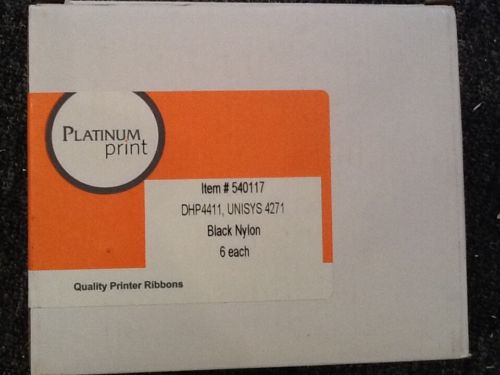 PLATINUM
print
Item # 540117
DHP4411, UNISYS 4271
Black Nylon
6 each
Quality Printer Ribbons